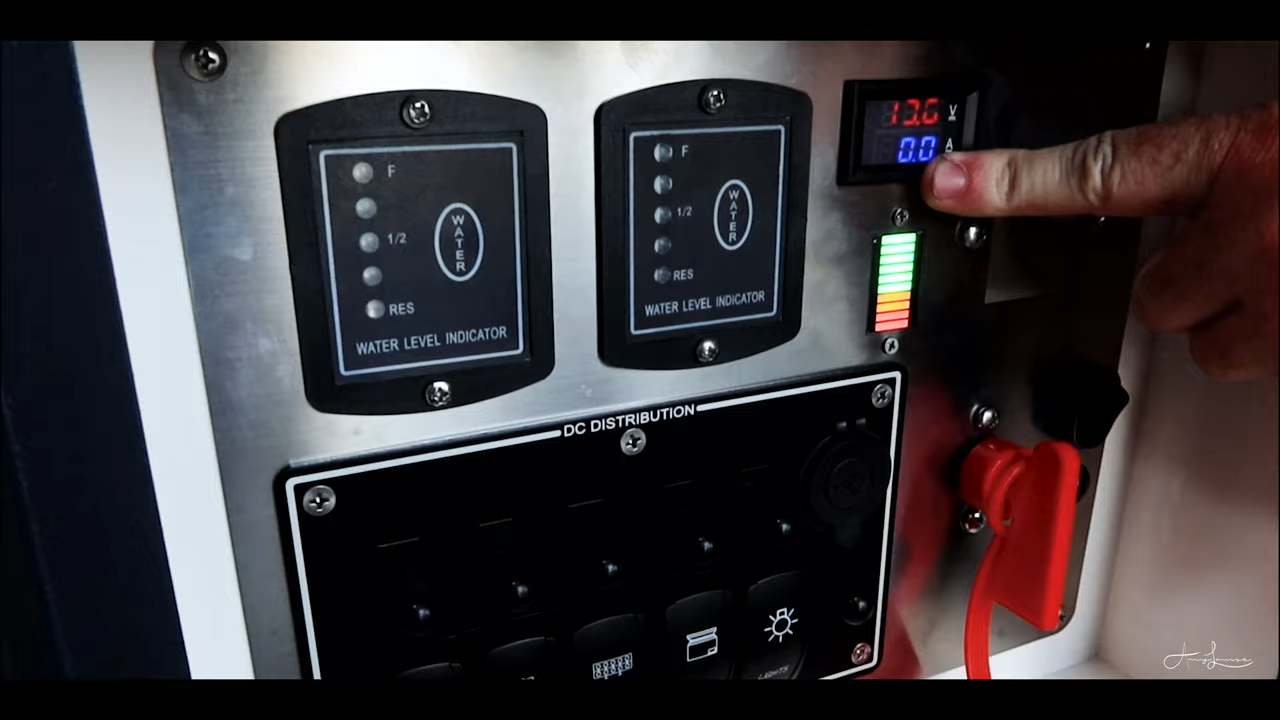 F
1/2
RES
WATER
WATER LEVEL INDICATOR
F
1/2
RES
WATER
WATER LEVEL INDICATOR
13.6 V
0.0 A
DC DISTRIBUTION
LIGHTS